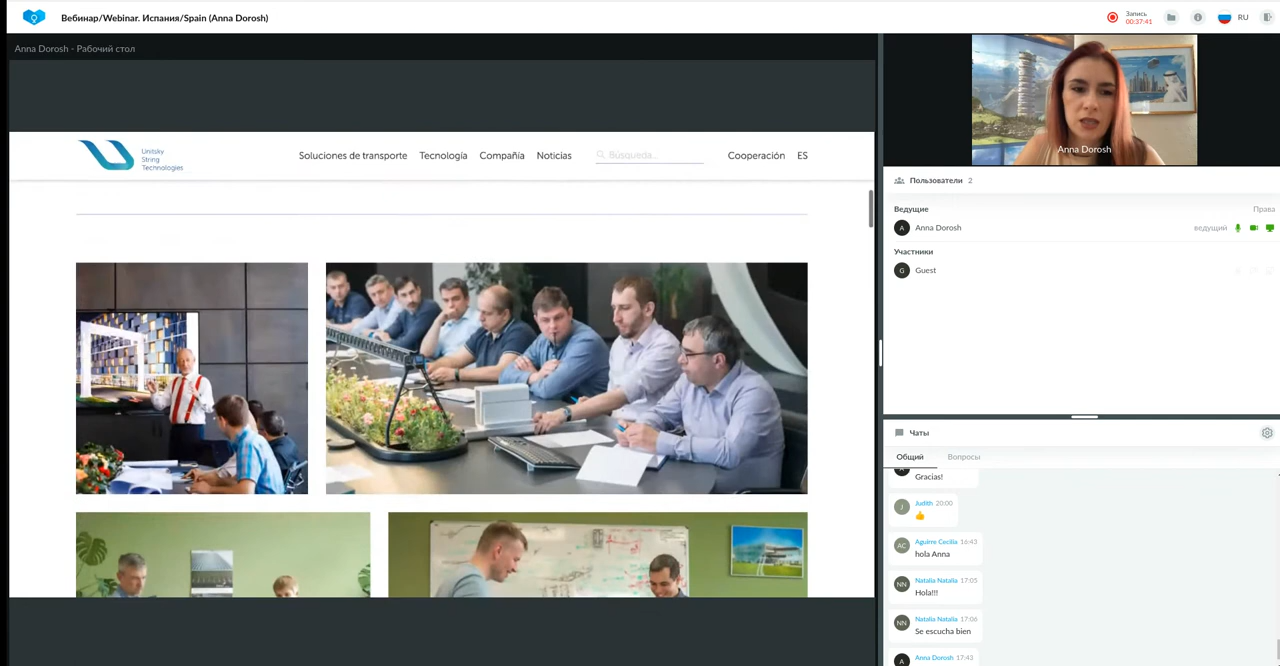 Вебинар/Webinar. Испания/Spain (Anna Dorosh)
Запись
00:37:41
RU
Anna Dorosh - Рабочий стол
Unitsky
String
Technologies
Soluciones de transporte
Tecnología
Compañía
Noticias
Búsqueda...
Cooperación
ES
Anna Dorosh
Пользователи 2
Ведущие
Права
A
Anna Dorosh
ведущий
Участники
G
Guest
Чаты
Общий
Вопросы
Gracias!
J
Judith 20:00
👍
AC
Aguirre Cecilia 16:43
hola Anna
NN
Natalia Natalia 17:05
Hola!!!
NN
Natalia Natalia 17:06
Se escucha bien
A
Anna Dorosh 17:43